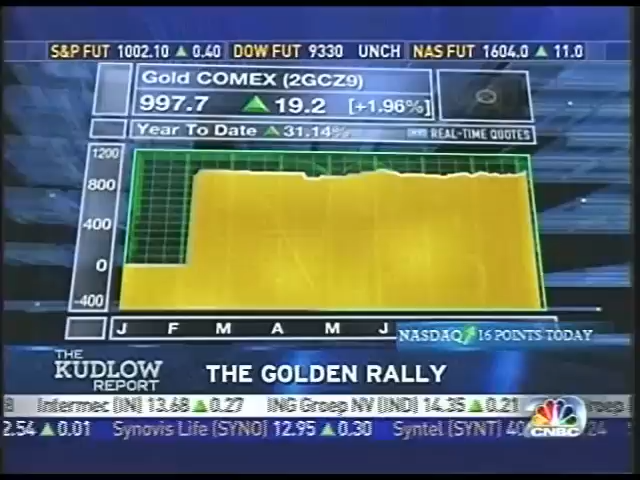 S&P FUT 1002.10 ▲ 0.40 DOW FUT 9330 UNCH NAS FUT 1604.0 ▲ 11.0
Gold COMEX (2GCZ9)
997.7 ▲ 19.2 [+1.96%]
Year To Date ▲ 31.14%
REAL-TIME QUOTES
1200
800
400
0
-400
J F M A M J
NASDAQ 16 POINTS TODAY
THE
KUDLOW
REPORT
THE GOLDEN RALLY
8 Intermec (IN) 13.68 ▲ 0.27 ING Groep NV (IND) 14.35 ▲ 0.21
2.54 ▲ 0.01 Synovis Life (SYNO) 12.95 ▲ 0.30 Syntel (SYNT) 40
CNBC